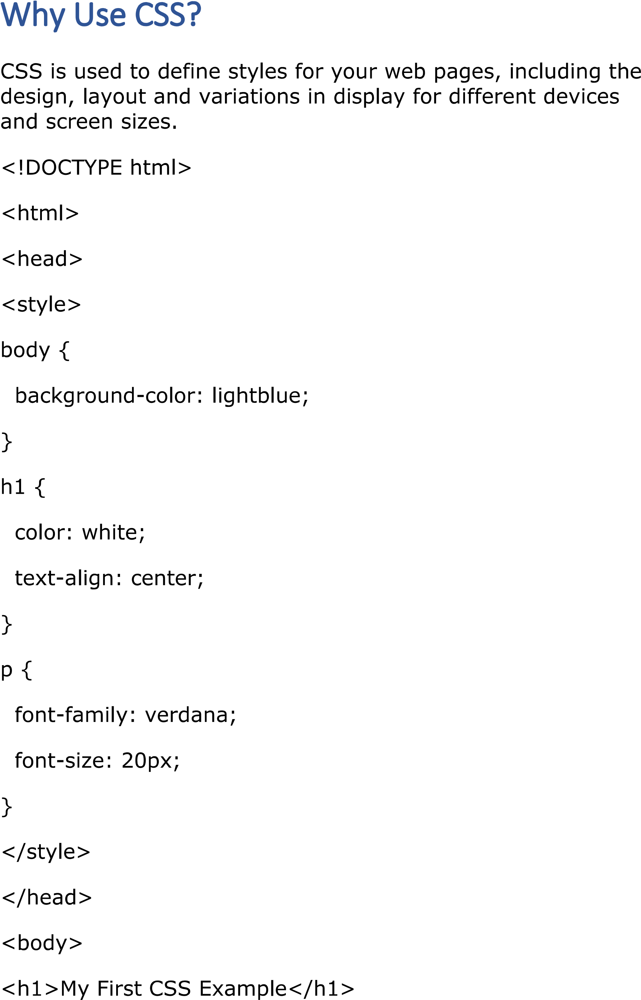 Why Use CSS?
CSS is used to define styles for your web pages, including the
design, layout and variations in display for different devices
and screen sizes.
<!DOCTYPE html>
<html>
<head>
<style>
body {
  background-color: lightblue;
}
h1 {
  color: white;
  text-align: center;
}
p {
  font-family: verdana;
  font-size: 20px;
}
</style>
</head>
<body>
<h1>My First CSS Example</h1>